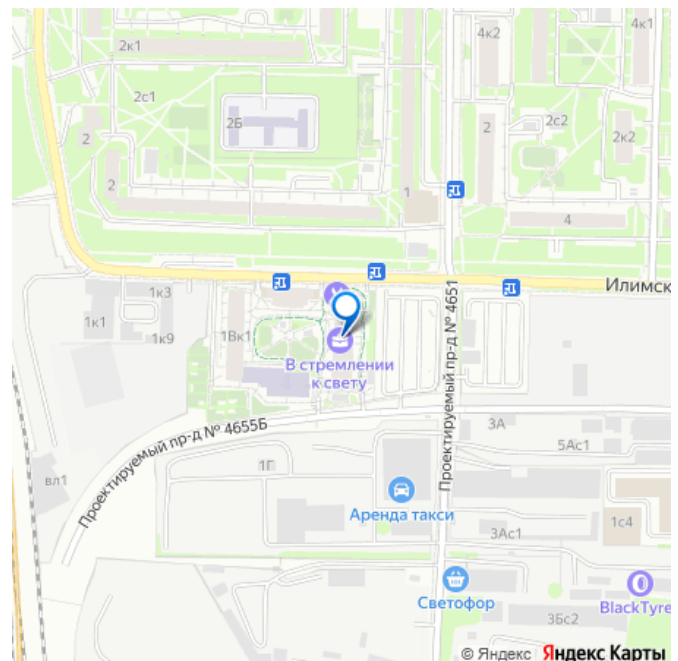 2к1
4к2
4к1
2с1
2Б
2
2
2с2
2к2
2
1
4
Илимск
1к3
1к1
1к9
1Вк1
В стремлении
к свету
Проектируемый пр-д № 4651
Проектируемый пр-д № 4655Б
3А
5Ас1
вл1
1Г
Аренда такси
1с4
3Ас1
Светофор
BlackTyre
3Бс2
© Яндекс Яндекс Карты